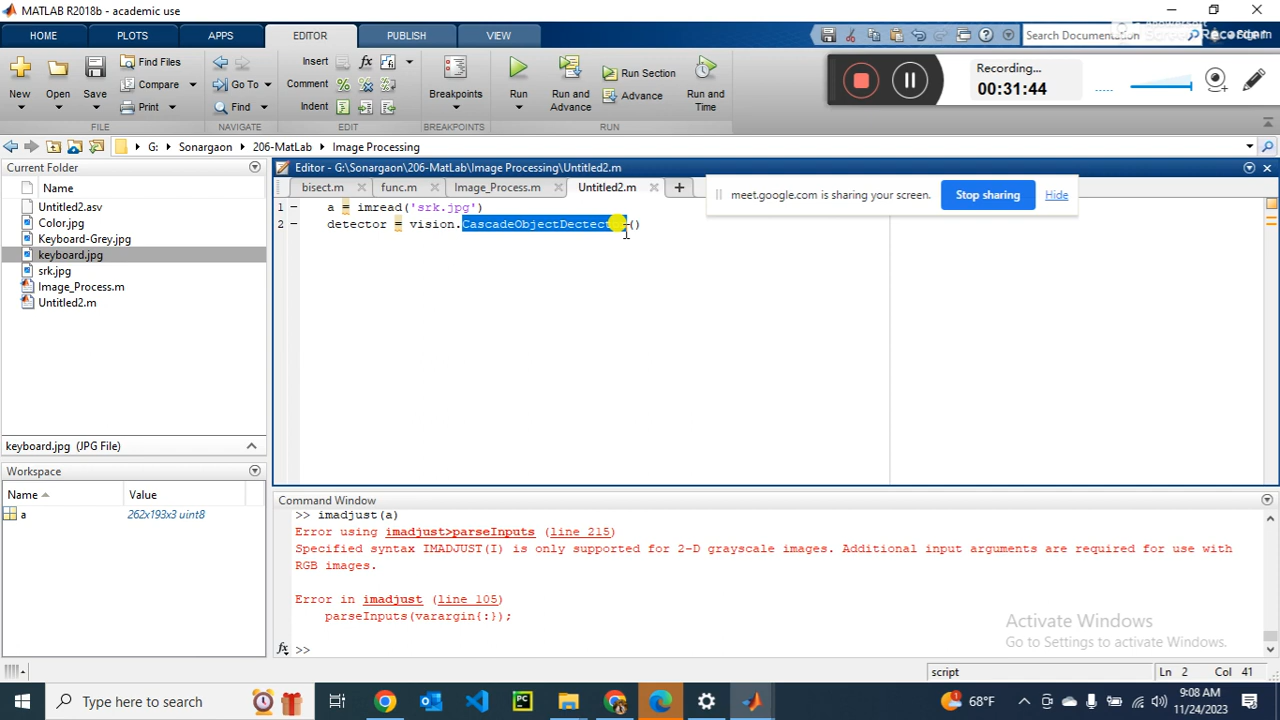 MATLAB R2018b - academic use
HOME PLOTS APPS EDITOR PUBLISH VIEW Search Documentation
New Open Save Find Files Compare Print
Go To Find
Insert Comment Indent
Breakpoints
Run Run and Advance Run Section Advance Run and Time
Recording... 00:31:44
FILE NAVIGATE EDIT BREAKPOINTS RUN
G: Sonargaon 206-MatLab Image Processing
Current Folder
Name
Untitled2.asv
Color.jpg
Keyboard-Grey.jpg
keyboard.jpg
srk.jpg
Image_Process.m
Untitled2.m
keyboard.jpg (JPG File)
Workspace
Name Value
a 262x193x3 uint8
Editor - G:\Sonargaon\206-MatLab\Image Processing\Untitled2.m
bisect.m func.m Image_Process.m Untitled2.m
meet.google.com is sharing your screen. Stop sharing Hide
1 a = imread('srk.jpg')
2 detector = vision. ()
Command Window
>> imadjust(a)
Error using imadjust>parseInputs (line 215)
Specified syntax IMADJUST(I) is only supported for 2-D grayscale images. Additional input arguments are required for use with
RGB images.
Error in imadjust (line 105)
parseInputs(varargin{:});
fx >>
Activate Windows
Go to Settings to activate Windows.
script Ln 2 Col 41
Type here to search
68°F
9:08 AM
11/24/2023